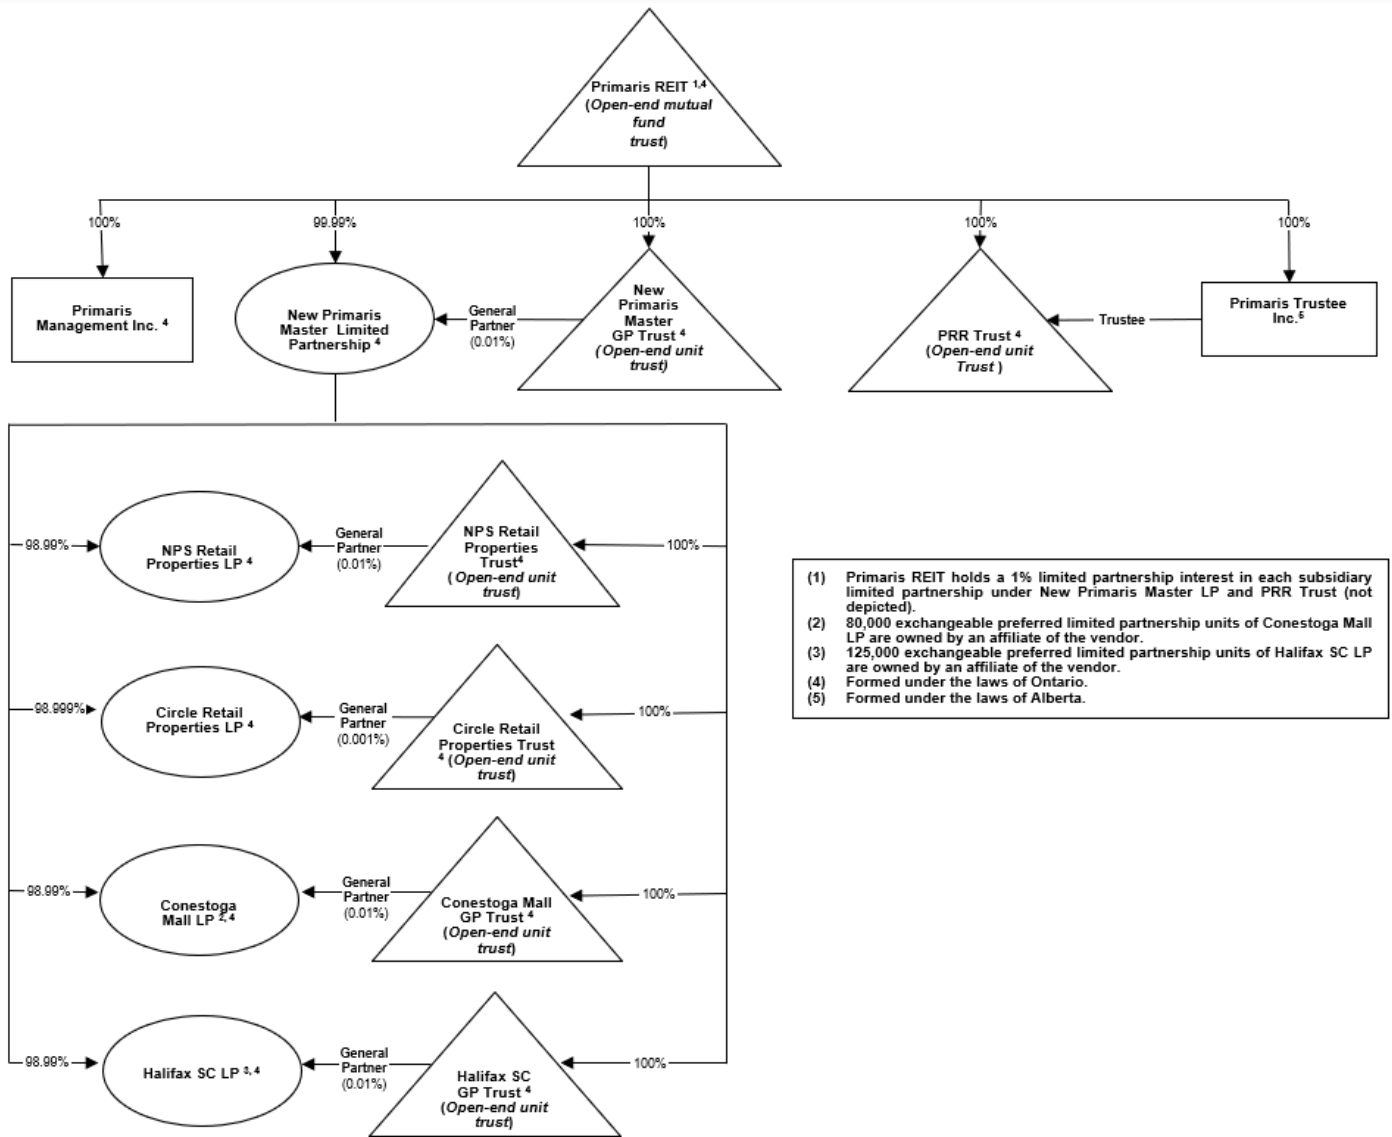 Primaris REIT 1,4
(Open-end mutual
fund
trust)
100%
99.99%
100%
100%
100%
Primaris
Management Inc. 4
New Primaris
Master Limited
Partnership 4
General
Partner
(0.01%)
New
Primaris
Master
GP Trust 4
(Open-end unit
trust)
PRR Trust 4
(Open-end unit
Trust )
Trustee
Primaris Trustee
Inc.5
98.99%
NPS Retail
Properties LP 4
General
Partner
(0.01%)
NPS Retail
Properties
Trust4
( Open-end unit
trust)
100%
98.999%
Circle Retail
Properties LP 4
General
Partner
(0.001%)
Circle Retail
Properties Trust
4 (Open-end unit
trust)
100%
98.99%
Conestoga
Mall LP 2,4
General
Partner
(0.01%)
Conestoga Mall
GP Trust 4
(Open-end unit
trust)
100%
98.99%
Halifax SC LP 3, 4
General
Partner
(0.01%)
Halifax SC
GP Trust 4
(Open-end unit
trust)
100%
(1) Primaris REIT holds a 1% limited partnership interest in each subsidiary
limited partnership under New Primaris Master LP and PRR Trust (not
depicted).
(2) 80,000 exchangeable preferred limited partnership units of Conestoga Mall
LP are owned by an affiliate of the vendor.
(3) 125,000 exchangeable preferred limited partnership units of Halifax SC LP
are owned by an affiliate of the vendor.
(4) Formed under the laws of Ontario.
(5) Formed under the laws of Alberta.